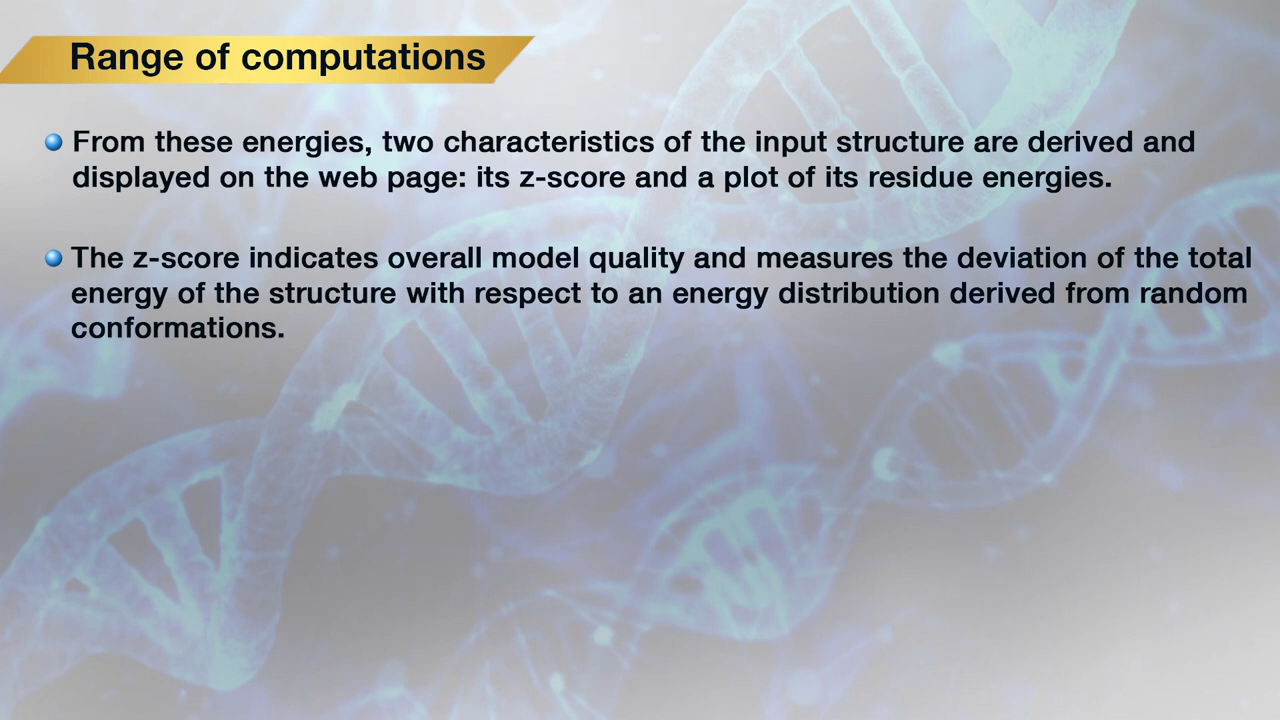 Range of computations
From these energies, two characteristics of the input structure are derived and
displayed on the web page: its z-score and a plot of its residue energies.
The z-score indicates overall model quality and measures the deviation of the total
energy of the structure with respect to an energy distribution derived from random
conformations.